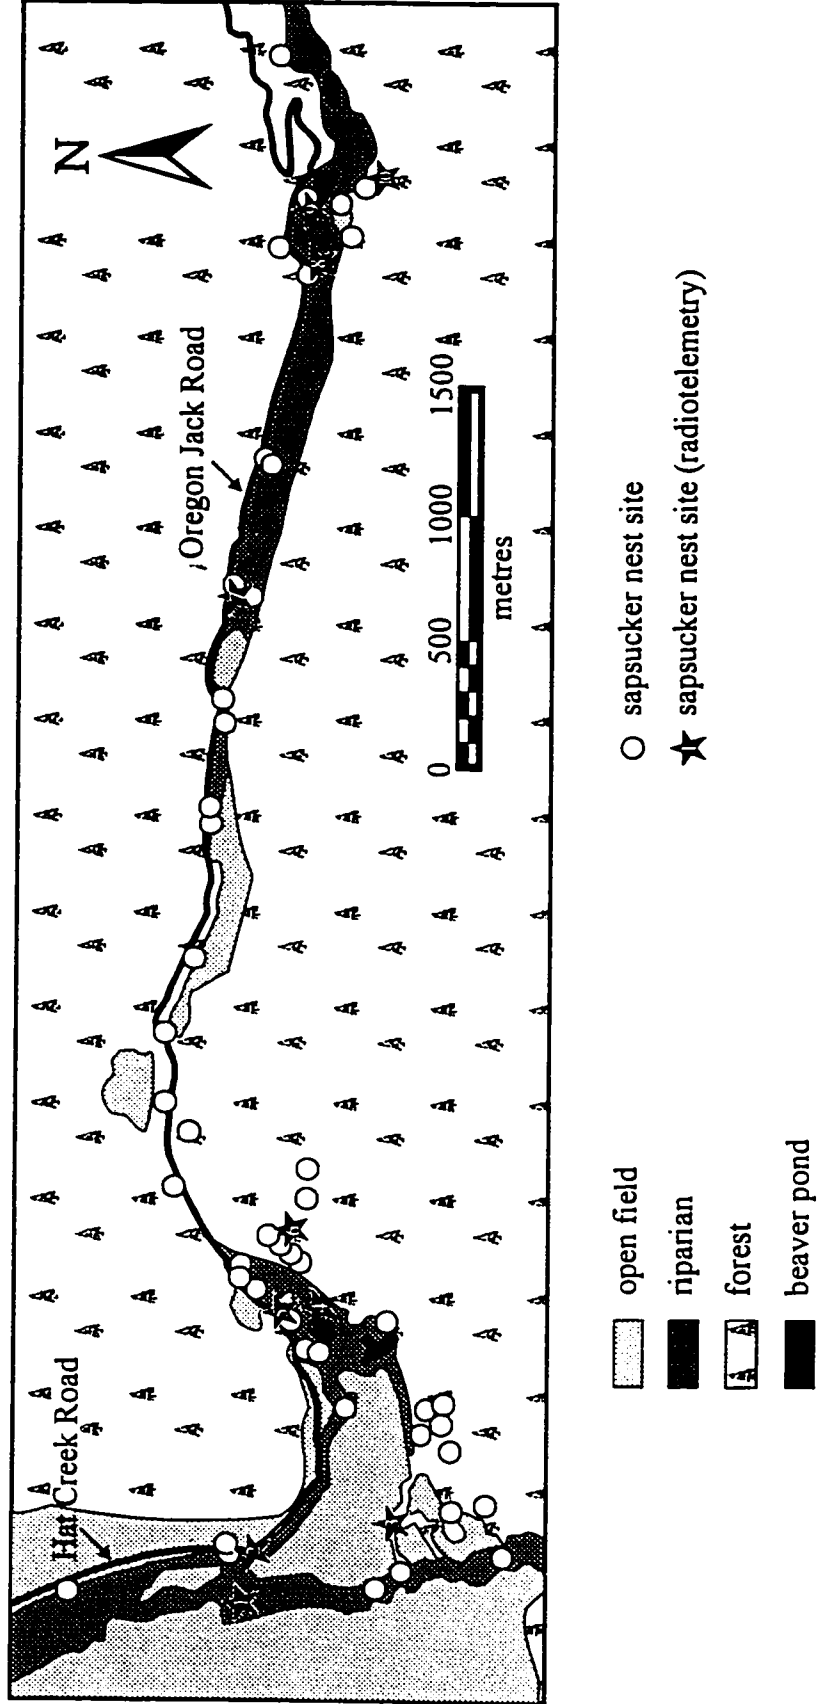 N
Hat Creek Road
Oregon Jack Road
0 500 1000 1500
metres
open field
riparian
forest
beaver pond
sapsucker nest site
sapsucker nest site (radiotelemetry)